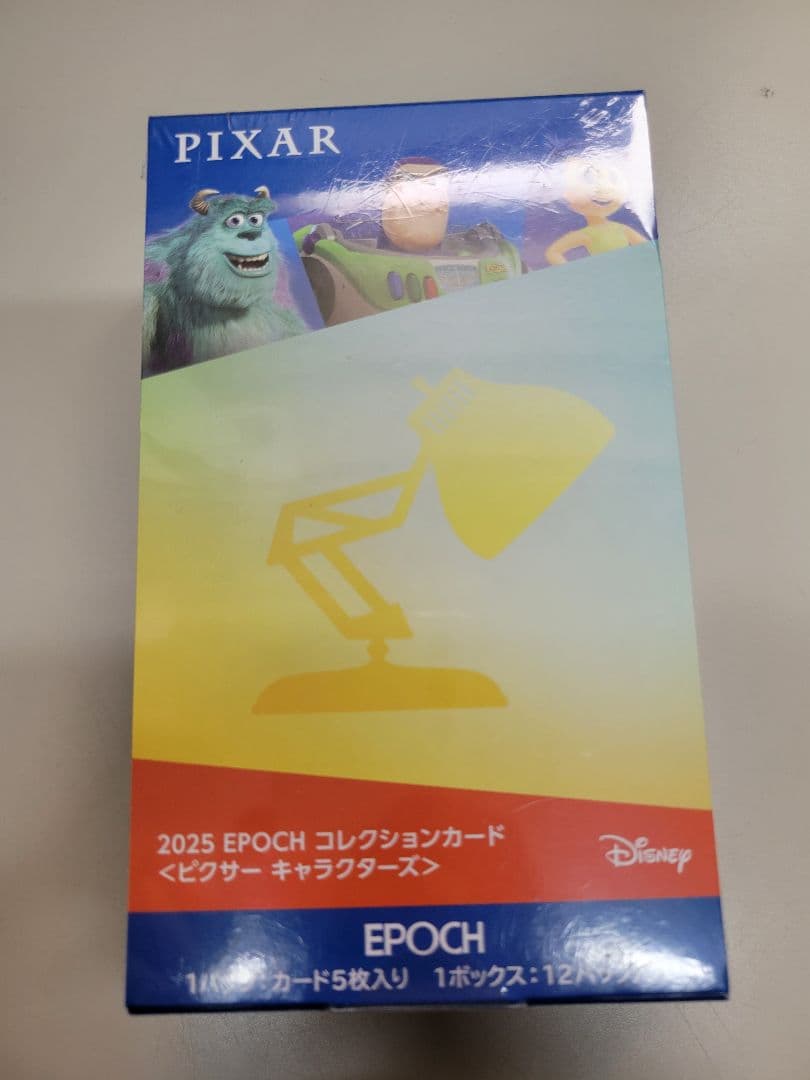 PIXAR
2025 EPOCH コレクションカード
<ピクサー キャラクターズ>
Disney
EPOCH
カード5枚入り 1ボックス:12